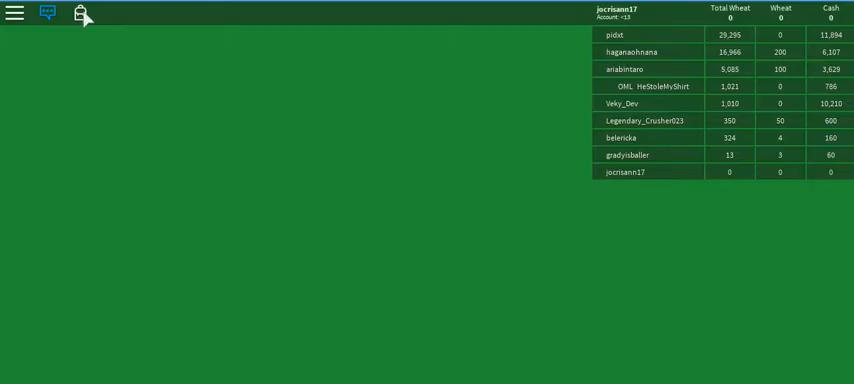 jocrisann17 Total Wheat Wheat Cash
Account: <13 0 0 0
pidxt 29,295 0 11,894
haganaohnana 16,966 200 6,107
ariabintaro 5,085 100 3,629
OML_HeStoleMyShirt 1,021 0 786
Veky_Dev 1,010 0 10,210
Legendary_Crusher023 350 50 600
belericka 324 4 160
gradyisballer 13 3 60
jocrisann17 0 0 0